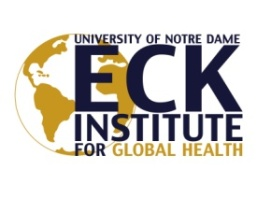 UNIVERSITY OF NOTRE DAME
ECK
INSTITUTE
FOR GLOBAL HEALTH